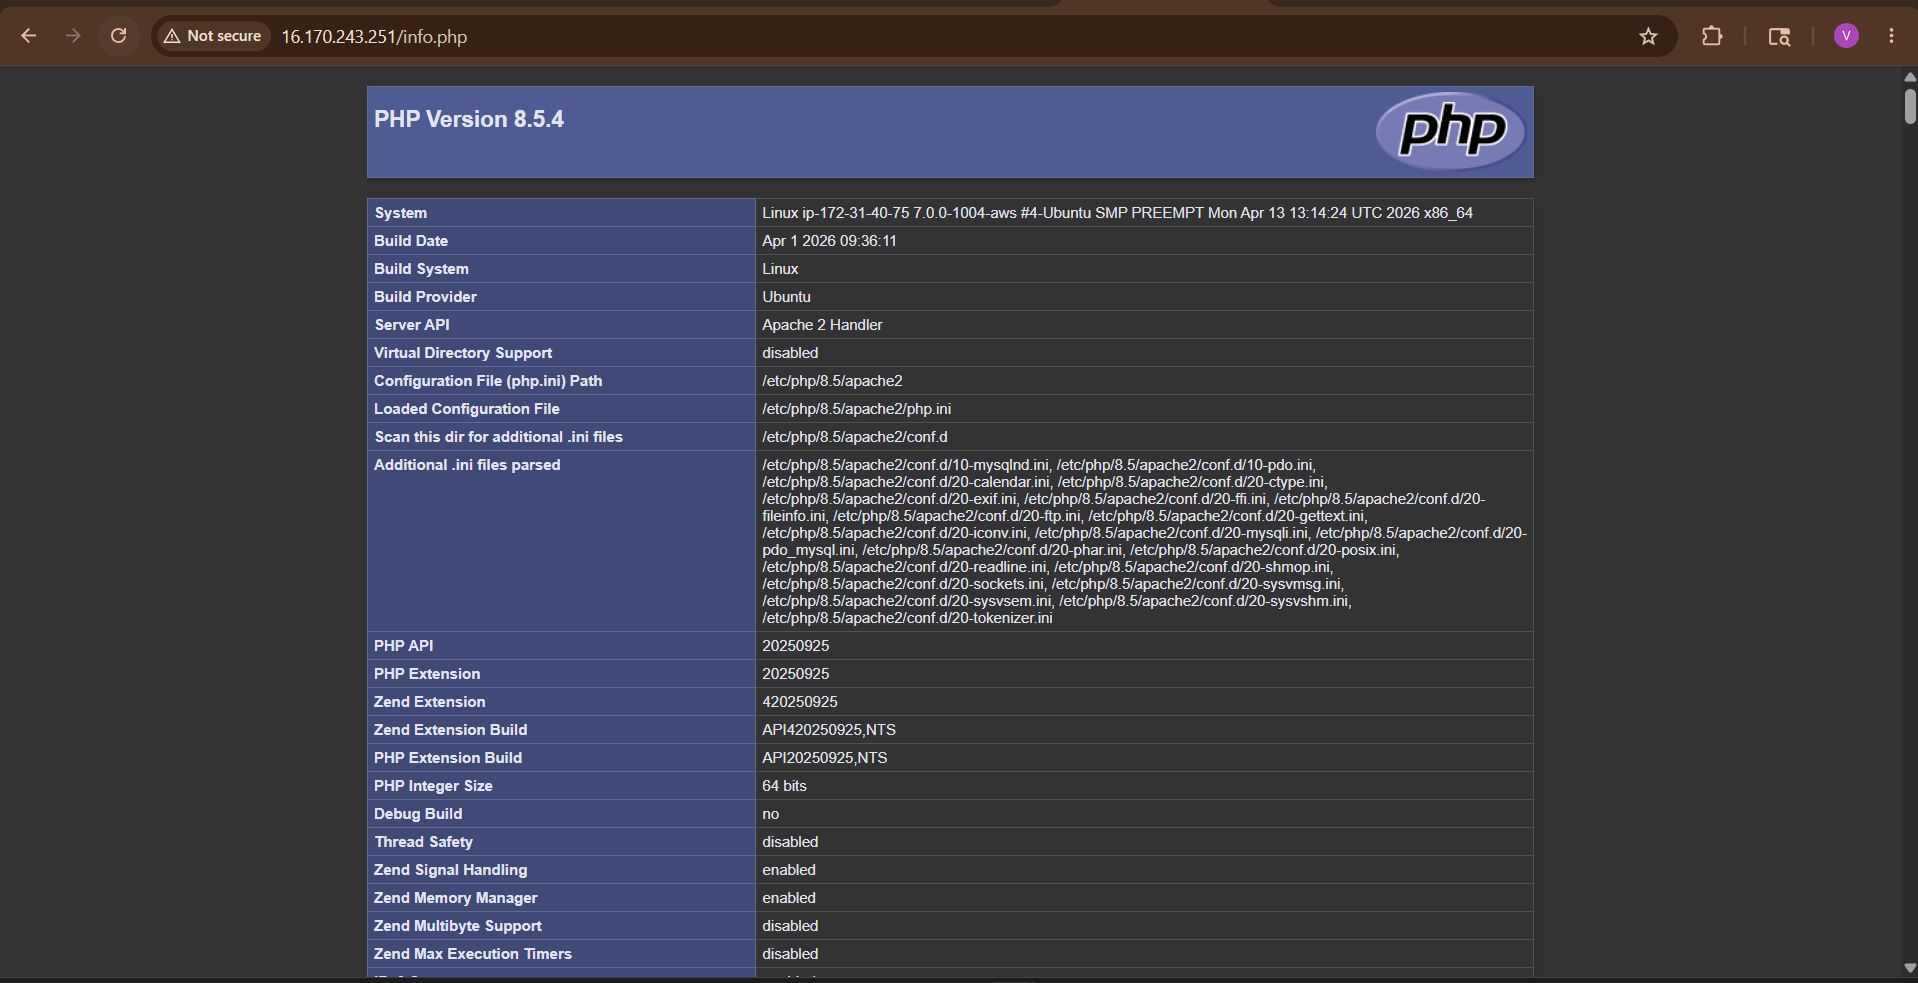 Not secure 16.170.243.251/info.php
V
PHP Version 8.5.4
php
System Linux ip-172-31-40-75 7.0.0-1004-aws #4-Ubuntu SMP PREEMPT Mon Apr 13 13:14:24 UTC 2026 x86_64
Build Date Apr 1 2026 09:36:11
Build System Linux
Build Provider Ubuntu
Server API Apache 2 Handler
Virtual Directory Support disabled
Configuration File (php.ini) Path /etc/php/8.5/apache2
Loaded Configuration File /etc/php/8.5/apache2/php.ini
Scan this dir for additional .ini files /etc/php/8.5/apache2/conf.d
Additional .ini files parsed /etc/php/8.5/apache2/conf.d/10-mysqlnd.ini, /etc/php/8.5/apache2/conf.d/10-pdo.ini,
/etc/php/8.5/apache2/conf.d/20-calendar.ini, /etc/php/8.5/apache2/conf.d/20-ctype.ini,
/etc/php/8.5/apache2/conf.d/20-exif.ini, /etc/php/8.5/apache2/conf.d/20-ffi.ini, /etc/php/8.5/apache2/conf.d/20-
fileinfo.ini, /etc/php/8.5/apache2/conf.d/20-ftp.ini, /etc/php/8.5/apache2/conf.d/20-gettext.ini,
/etc/php/8.5/apache2/conf.d/20-iconv.ini, /etc/php/8.5/apache2/conf.d/20-mysqli.ini, /etc/php/8.5/apache2/conf.d/20-
pdo_mysql.ini, /etc/php/8.5/apache2/conf.d/20-phar.ini, /etc/php/8.5/apache2/conf.d/20-posix.ini,
/etc/php/8.5/apache2/conf.d/20-readline.ini, /etc/php/8.5/apache2/conf.d/20-shmop.ini,
/etc/php/8.5/apache2/conf.d/20-sockets.ini, /etc/php/8.5/apache2/conf.d/20-sysvmsg.ini,
/etc/php/8.5/apache2/conf.d/20-sysvsem.ini, /etc/php/8.5/apache2/conf.d/20-sysvshm.ini,
/etc/php/8.5/apache2/conf.d/20-tokenizer.ini
PHP API 20250925
PHP Extension 20250925
Zend Extension 420250925
Zend Extension Build API420250925,NTS
PHP Extension Build API20250925,NTS
PHP Integer Size 64 bits
Debug Build no
Thread Safety disabled
Zend Signal Handling enabled
Zend Memory Manager enabled
Zend Multibyte Support disabled
Zend Max Execution Timers disabled